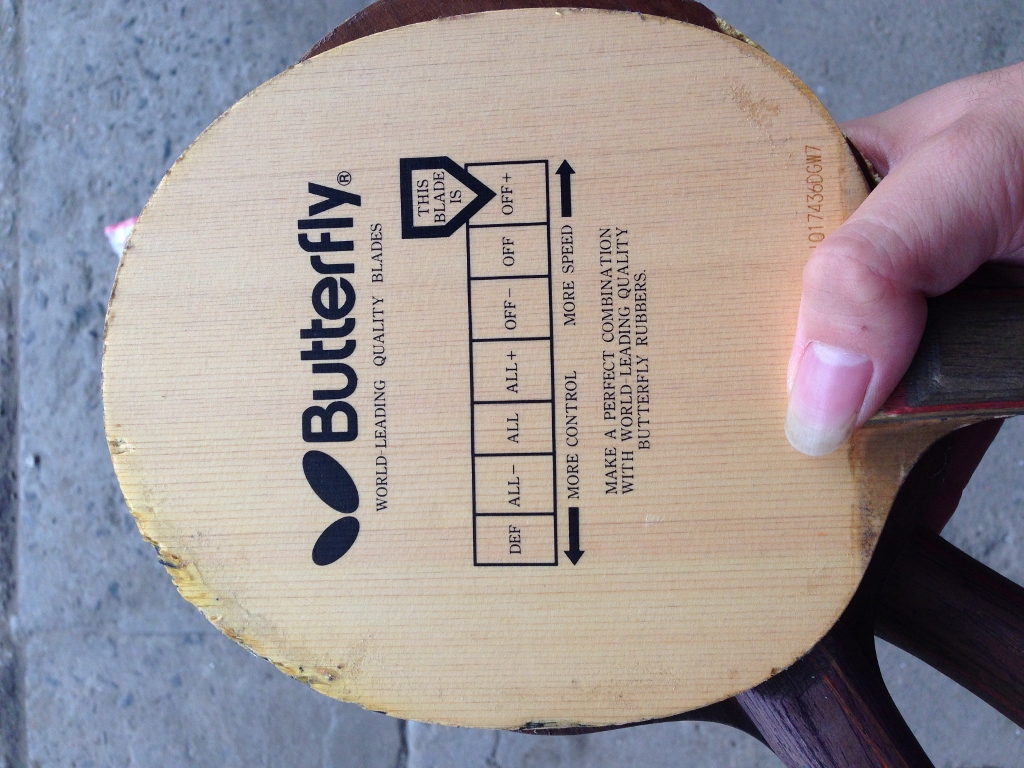 Butterfly®
WORLD-LEADING QUALITY BLADES
THIS
BLADE
IS
DEF ALL- ALL ALL+ OFF- OFF OFF+
MORE CONTROL MORE SPEED
MAKE A PERFECT COMBINATION
WITH WORLD-LEADING QUALITY
BUTTERFLY RUBBERS.
1017436DGW7